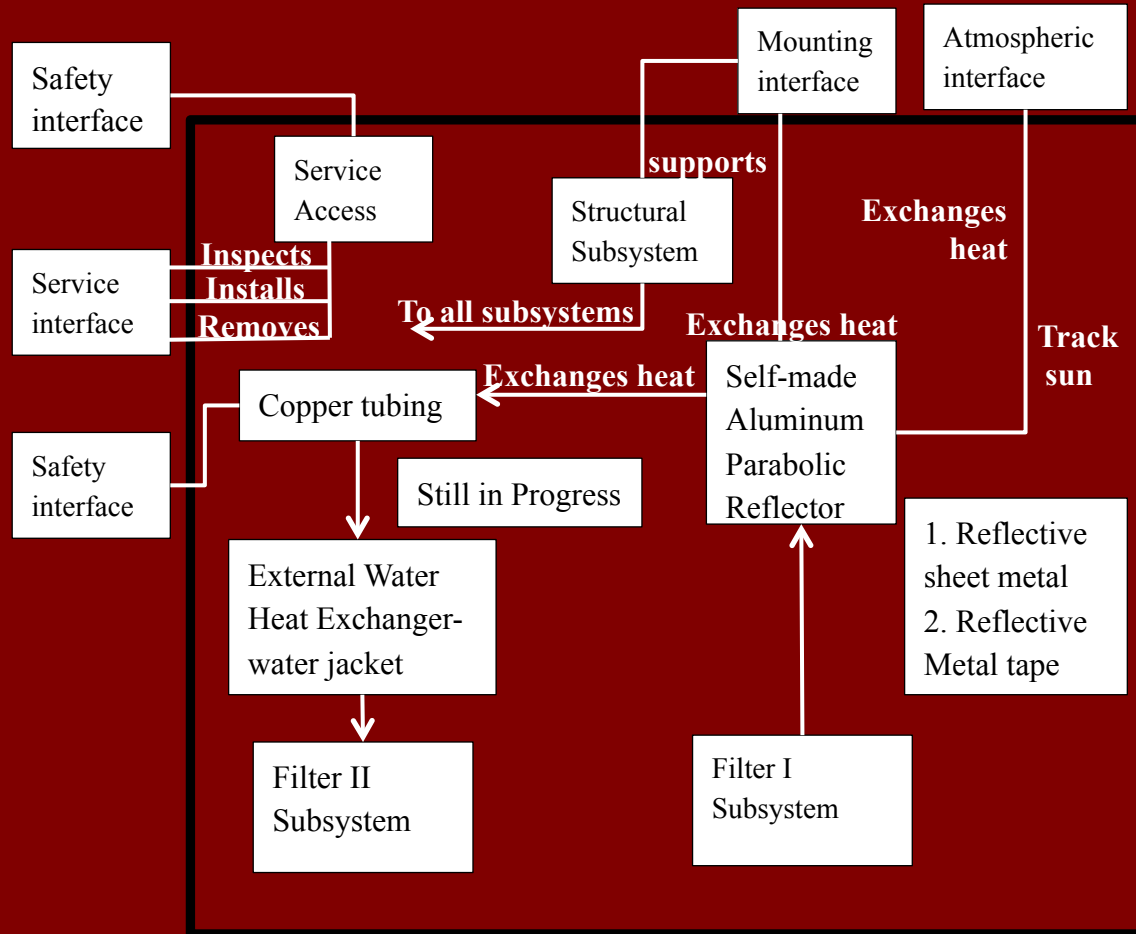 Safety
interface
Mounting
interface
Atmospheric
interface
Service
Access
supports
Structural
Subsystem
Exchanges
heat
Service
interface
Inspects
Installs
Removes
To all subsystems
Exchanges heat
Track
sun
Exchanges heat
Copper tubing
Self-made
Aluminum
Parabolic
Reflector
Safety
interface
Still in Progress
1. Reflective
sheet metal
2. Reflective
Metal tape
External Water
Heat Exchanger-
water jacket
Filter II
Subsystem
Filter I
Subsystem